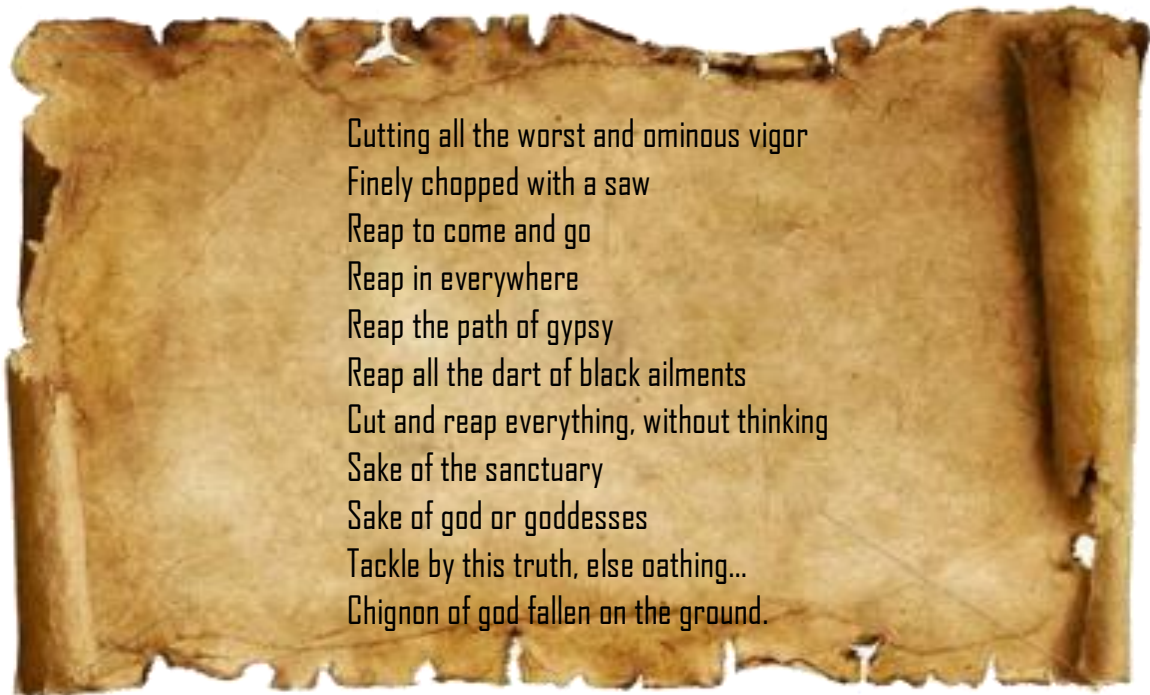 Cutting all the worst and ominous vigor
Finely chopped with a saw
Reap to come and go
Reap in everywhere
Reap the path of gypsy
Reap all the dart of black ailments
Cut and reap everything, without thinking
Sake of the sanctuary
Sake of god or goddesses
Tackle by this truth, else oathing...
Chignon of god fallen on the ground.